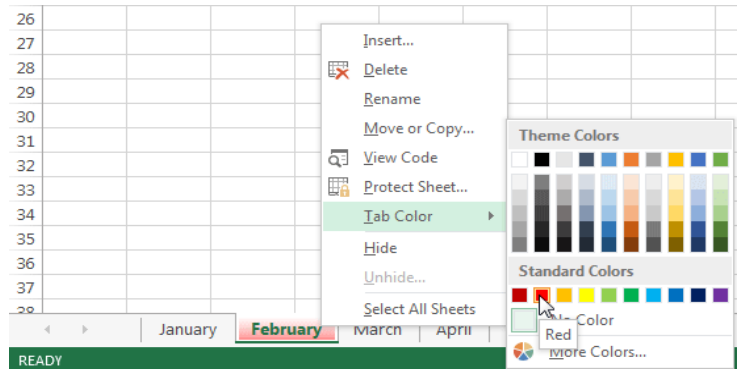 26
27
28
29
30
31
32
33
34
35
36
37
38
Insert...
Delete
Rename
Move or Copy...
View Code
Protect Sheet...
Tab Color
Hide
Unhide...
Select All Sheets
Theme Colors
Standard Colors
No Color
Red
More Colors...
January February March April
READY